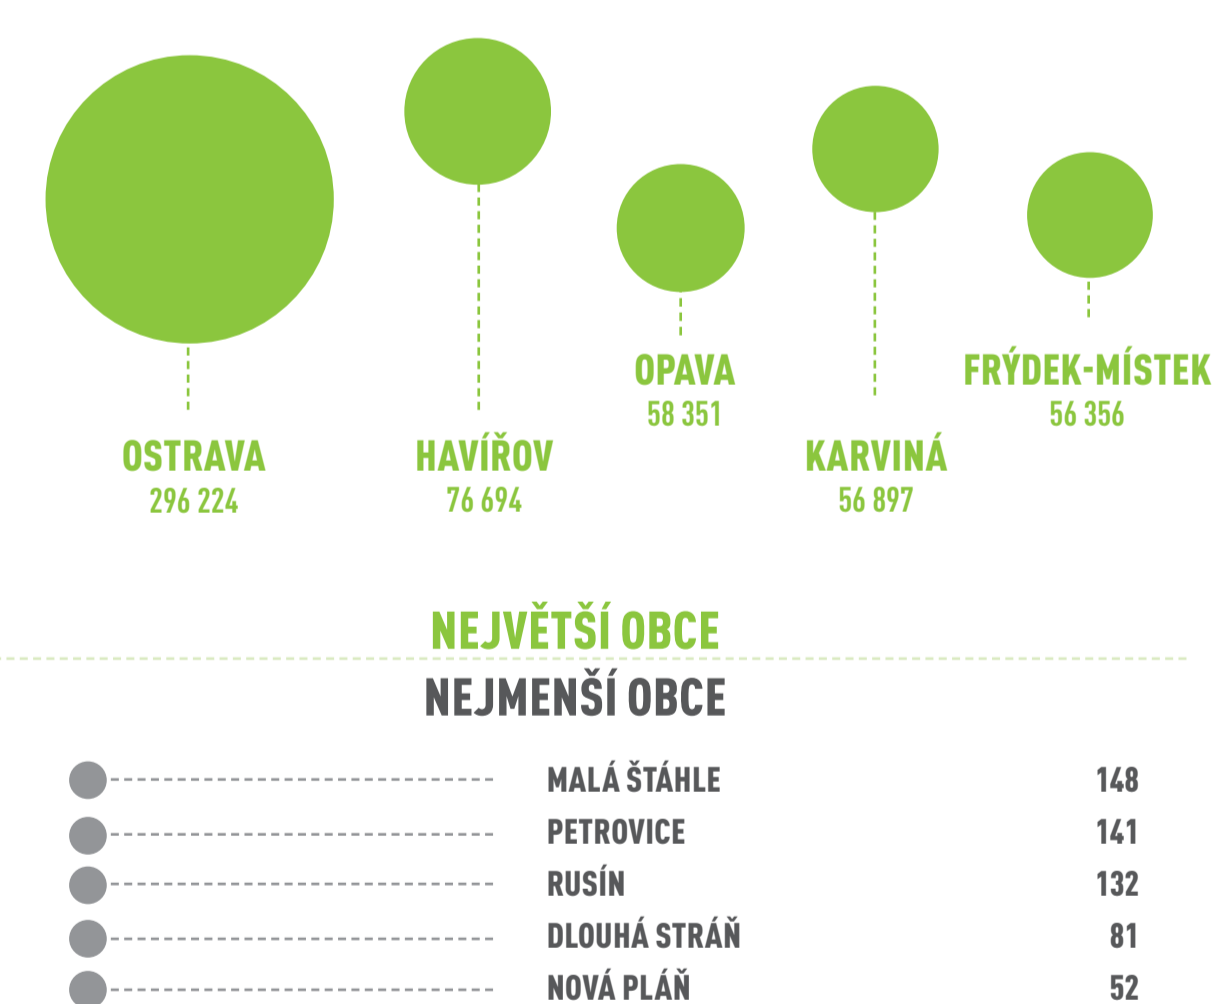 OSTRAVA
296 224
HAVÍŘOV
76 694
OPAVA
58 351
KARVINÁ
56 897
FRÝDEK-MÍSTEK
56 356
NEJVĚTŠÍ OBCE
NEJMENŠÍ OBCE
MALÁ ŠTÁHLE 148
PETROVICE 141
RUSÍN 132
DLOUHÁ STRÁŇ 81
NOVÁ PLÁŇ 52